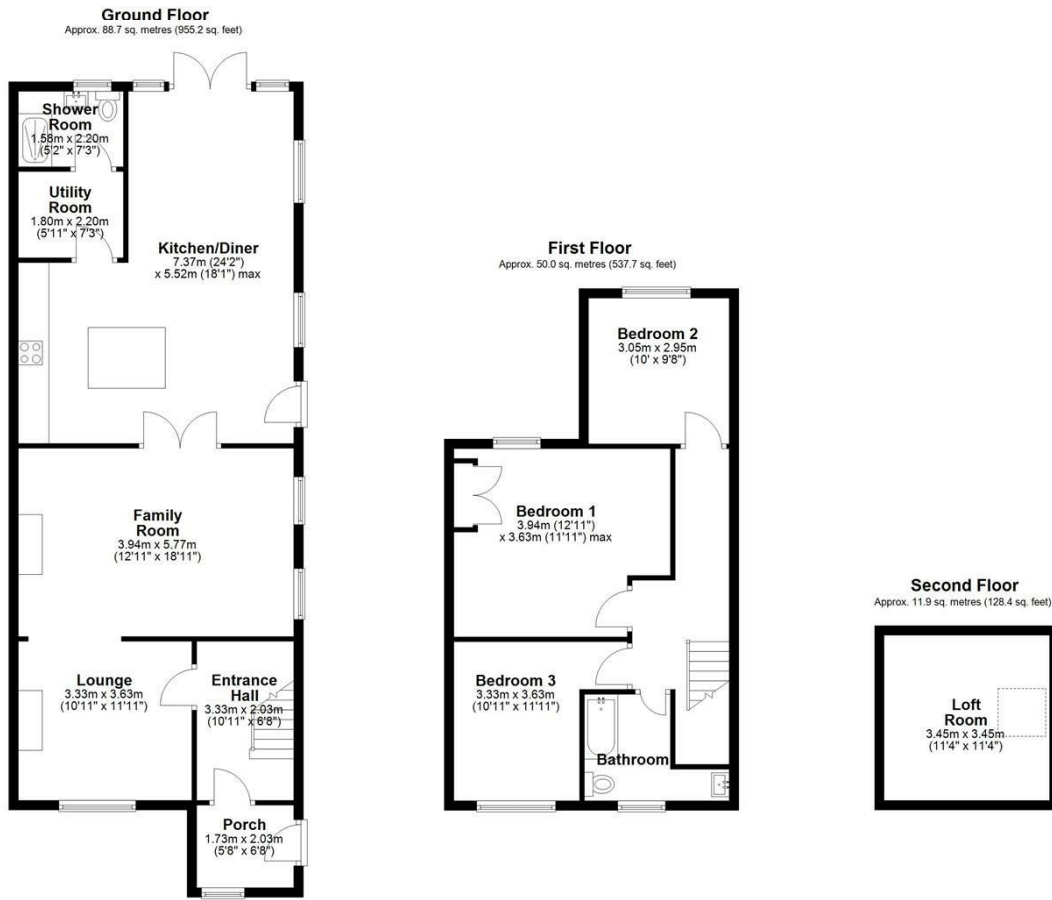 Ground Floor
Approx. 88.7 sq. metres (955.2 sq. feet)
Shower
Room
1.58m x 2.20m
(5'2" x 7'3")
Utility
Room
1.80m x 2.20m
(5'11" x 7'3")
Kitchen/Diner
7.37m (24'2")
x 5.52m (18'1") max
Family
Room
3.94m x 5.77m
(12'11" x 18'11")
Lounge
3.33m x 3.63m
(10'11" x 11'11")
Entrance
Hall
3.33m x 2.03m
(10'11" x 6'8")
Porch
1.73m x 2.03m
(5'8" x 6'8")
First Floor
Approx. 50.0 sq. metres (537.7 sq. feet)
Bedroom 2
3.05m x 2.95m
(10' x 9'8")
Bedroom 1
3.94m (12'11")
x 3.63m (11'11") max
Bedroom 3
3.33m x 3.63m
(10'11" x 11'11")
Bathroom
Second Floor
Approx. 11.9 sq. metres (128.4 sq. feet)
Loft
Room
3.45m x 3.45m
(11'4" x 11'4")